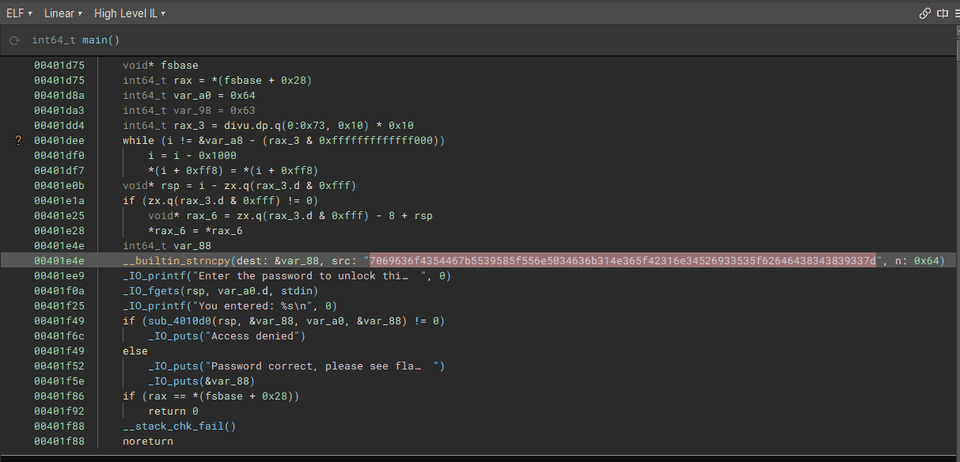 ELF ▾ Linear ▾ High Level IL ▾
int64_t main()
00401d75 void* fsbase
00401d75 int64_t rax = *(fsbase + 0x28)
00401d8a int64_t var_a0 = 0x64
00401da3 int64_t var_98 = 0x63
00401dd4 int64_t rax_3 = divu.dp.q(0:0x73, 0x10) * 0x10
? 00401dee while (i != &var_a8 - (rax_3 & 0xfffffffffffff000))
00401df0 i = i - 0x1000
00401df7 *(i + 0xff8) = *(i + 0xff8)
00401e0b void* rsp = i - zx.q(rax_3.d & 0xfff)
00401e1a if (zx.q(rax_3.d & 0xfff) != 0)
00401e25 void* rax_6 = zx.q(rax_3.d & 0xfff) - 8 + rsp
00401e28 *rax_6 = *rax_6
00401e4e int64_t var_88
00401e4e __builtin_strncpy(dest: &var_88, src: "7069636f4354467b5539585f556e5034636b314e365f42316e34526933535f62646438343839337d", n: 0x64)
00401ee9 _IO_printf("Enter the password to unlock thi… ", 0)
00401f0a _IO_fgets(rsp, var_a0.d, stdin)
00401f25 _IO_printf("You entered: %s\n", 0)
00401f49 if (sub_4010d0(rsp, &var_88, var_a0, &var_88) != 0)
00401f6c _IO_puts("Access denied")
00401f49 else
00401f52 _IO_puts("Password correct, please see fla… ")
00401f5e _IO_puts(&var_88)
00401f86 if (rax == *(fsbase + 0x28))
00401f92 return 0
00401f88 __stack_chk_fail()
00401f88 noreturn